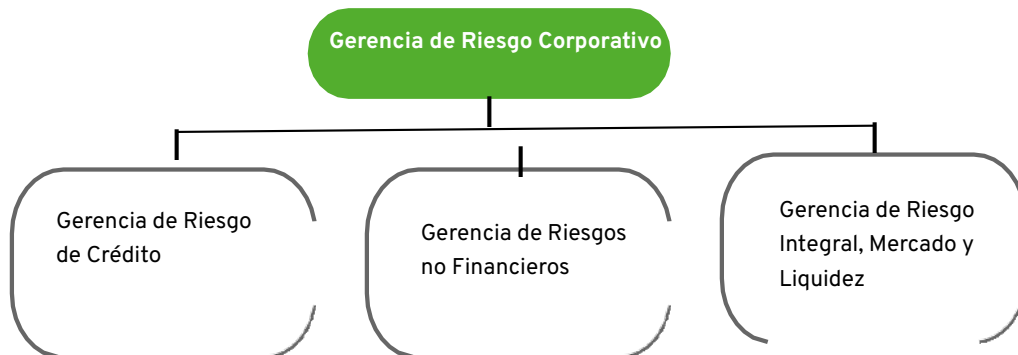 Gerencia de Riesgo Corporativo
Gerencia de Riesgo
de Crédito
Gerencia de Riesgos
no Financieros
Gerencia de Riesgo
Integral, Mercado y
Liquidez